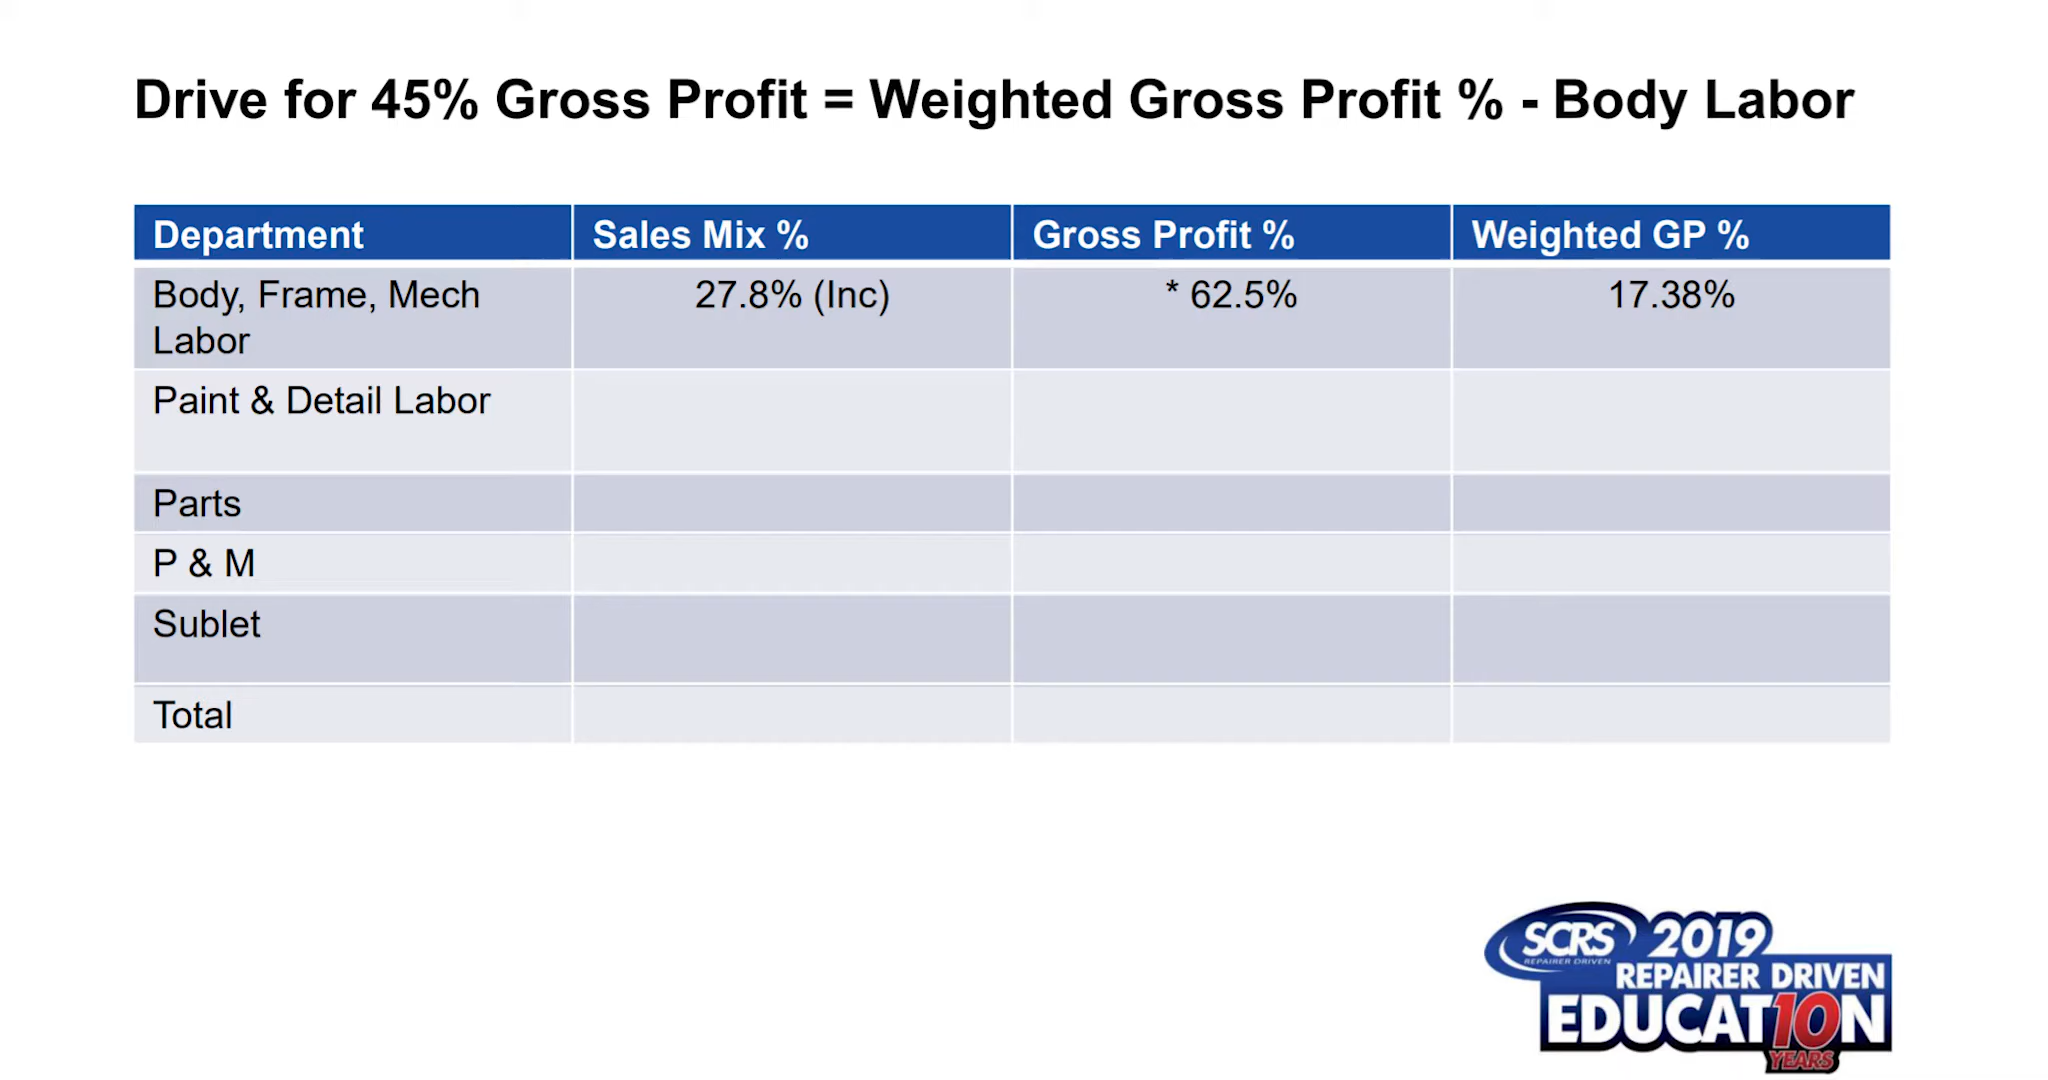 Drive for 45% Gross Profit = Weighted Gross Profit % - Body Labor
Department Sales Mix % Gross Profit % Weighted GP %
Body, Frame, Mech 27.8% (Inc) * 62.5% 17.38%
Labor
Paint & Detail Labor
Parts
P & M
Sublet
Total
SCRS 2019
REPAIRER DRIVEN
REPAIRER DRIVEN
EDUCAT10N
YEARS